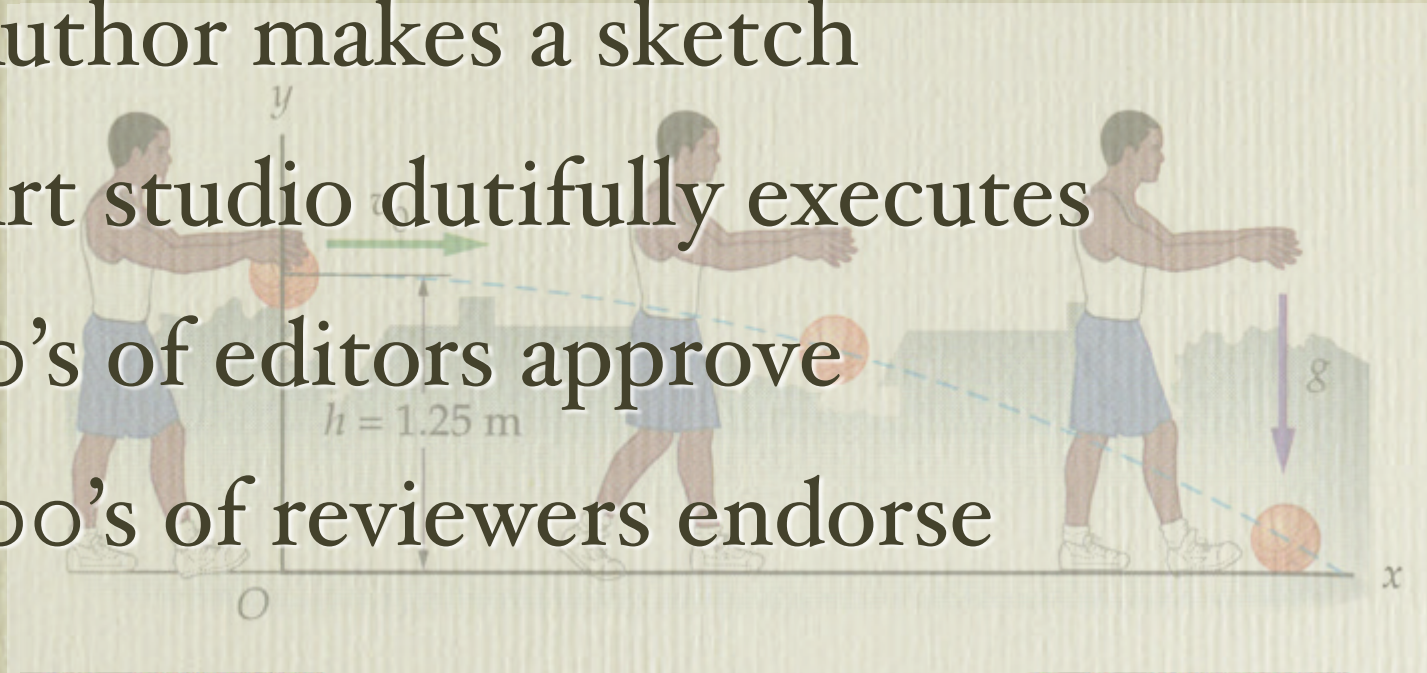 uthor makes a sketch
y
rt studio dutifully executes
o’s of editors approve
g
h = 1.25 m
oo’s of reviewers endorse
x
O